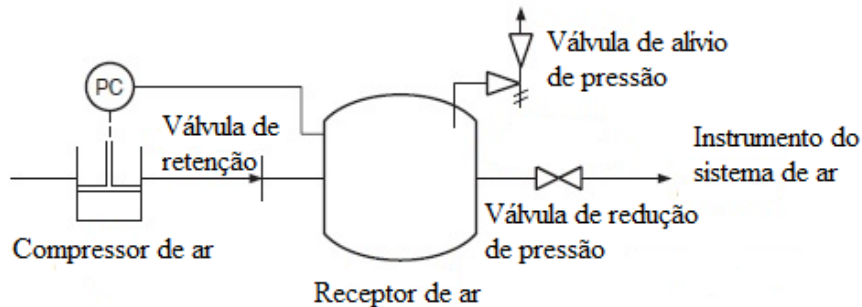 Válvula de alívio
de pressão
PC
Válvula de
retenção
Instrumento do
sistema de ar
Válvula de redução
de pressão
Compressor de ar
Receptor de ar